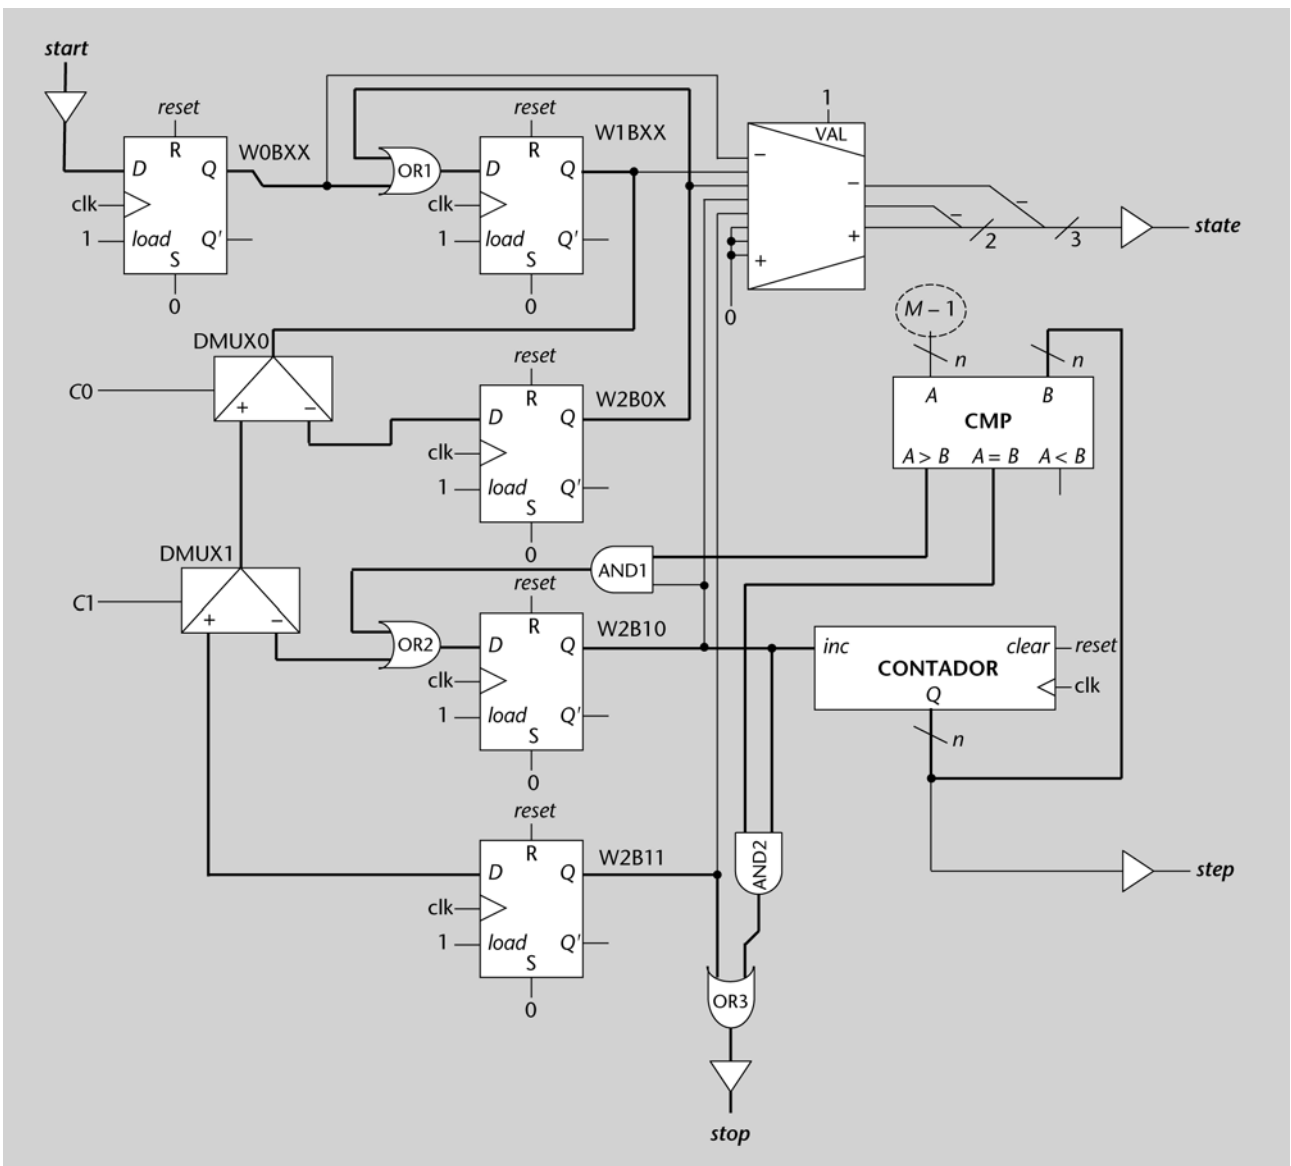 start
reset
R
D
Q
W0BXX
clk
1
load
Q'
S
0
OR1
reset
R
D
Q
W1BXX
clk
1
load
Q'
S
0
1
VAL
−
+
−
+
0
−
−
2
3
state
DMUX0
C0
+
−
reset
R
D
Q
W2B0X
clk
1
load
Q'
S
0
M – 1
n
n
A
B
CMP
A > B
A = B
A < B
DMUX1
C1
+
−
AND1
OR2
reset
R
D
Q
W2B10
clk
1
load
Q'
S
0
inc
clear
reset
CONTADOR
Q
clk
n
reset
R
D
Q
W2B11
clk
1
load
Q'
S
0
AND2
step
OR3
stop